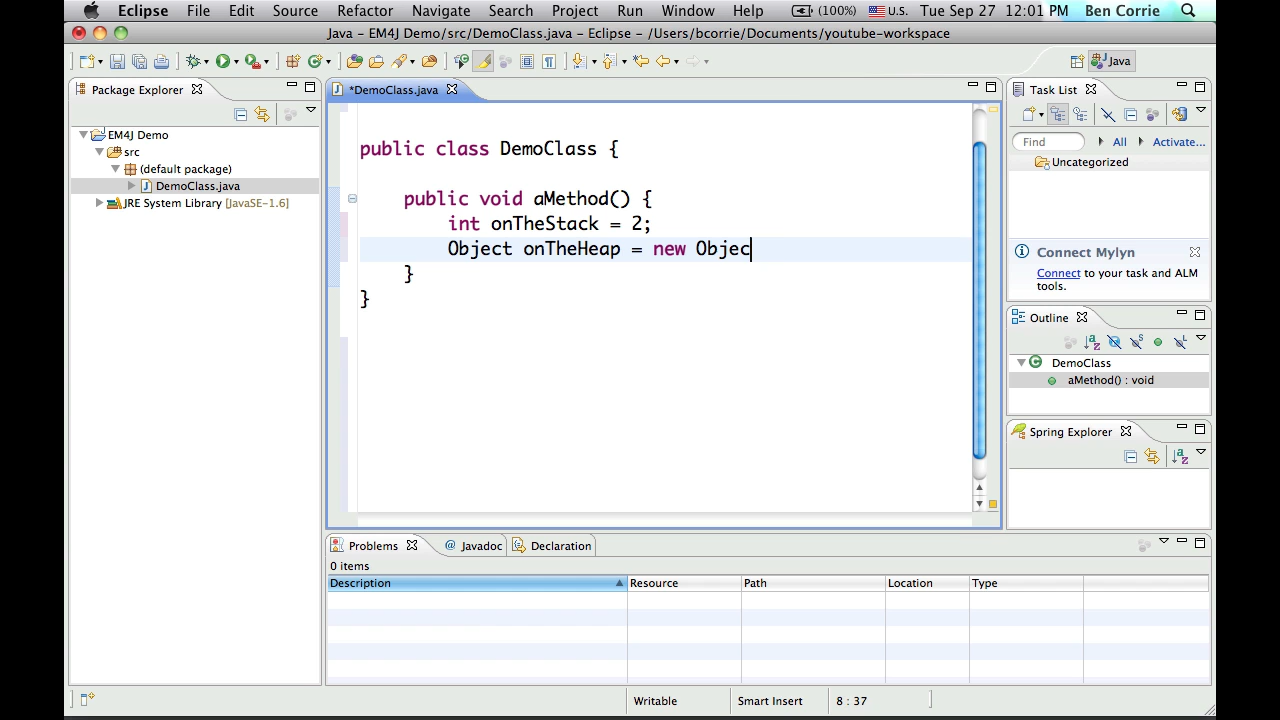 Eclipse File Edit Source Refactor Navigate Search Project Run Window Help (100%) U.S. Tue Sep 27 12:01 PM Ben Corrie
Java - EM4J Demo/src/DemoClass.java - Eclipse - /Users/bcorrie/Documents/youtube-workspace
Java
Package Explorer
EM4J Demo
src
(default package)
DemoClass.java
JRE System Library [JavaSE-1.6]
*DemoClass.java
public class DemoClass {
public void aMethod() {
int onTheStack = 2;
Object onTheHeap = new Objec
}
}
Task List
Find All Activate...
Uncategorized
Connect Mylyn
Connect to your task and ALM
tools.
Outline
DemoClass
aMethod() : void
Spring Explorer
Problems @ Javadoc Declaration
0 items
Description Resource Path Location Type
Writable Smart Insert 8 : 37